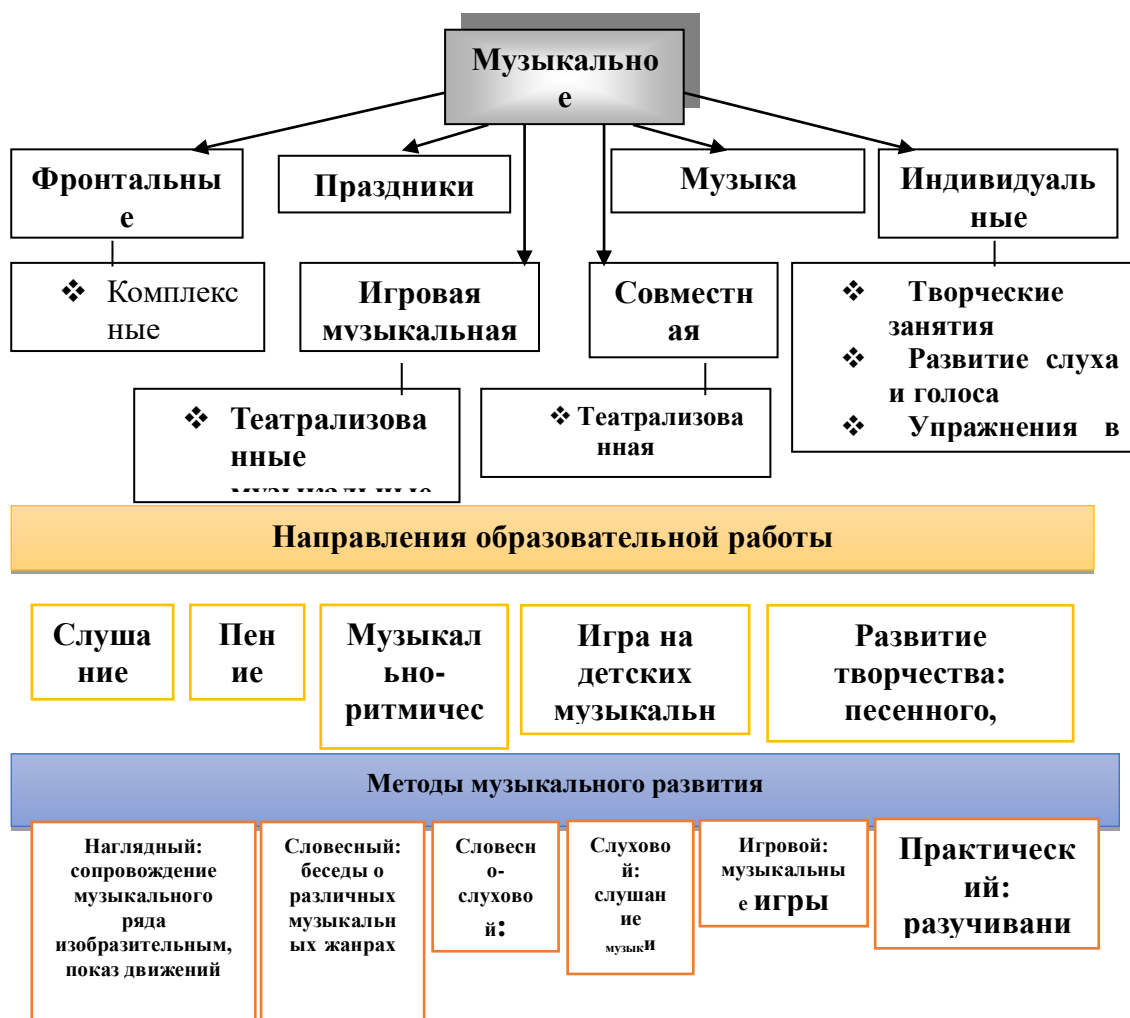 Музыкально
е
Фронтальны
е
Праздники
Музыка
Индивидуаль
ные
❖ Комплекс
ные
Игровая
музыкальная
Совместн
ая
❖ Творческие
занятия
❖ Развитие слуха
и голоса
❖ Упражнения в
❖ Театрализова
нные
музыкальные
❖ Театрализова
нная
Направления образовательной работы
Слуша
ние
Пен
ие
Музыкал
ьно-
ритмичес
Игра на
детских
музыкальн
Развитие
творчества:
песенного,
Методы музыкального развития
Наглядный:
сопровождение
музыкального
ряда
изобразительным,
показ движений
Словесный:
беседы о
различных
музыкальн
ых жанрах
Словесн
о-
слухово
й:
Слухово
й:
слушан
ие
музыки
Игровой:
музыкальны
е игры
Практическ
ий:
разучивани